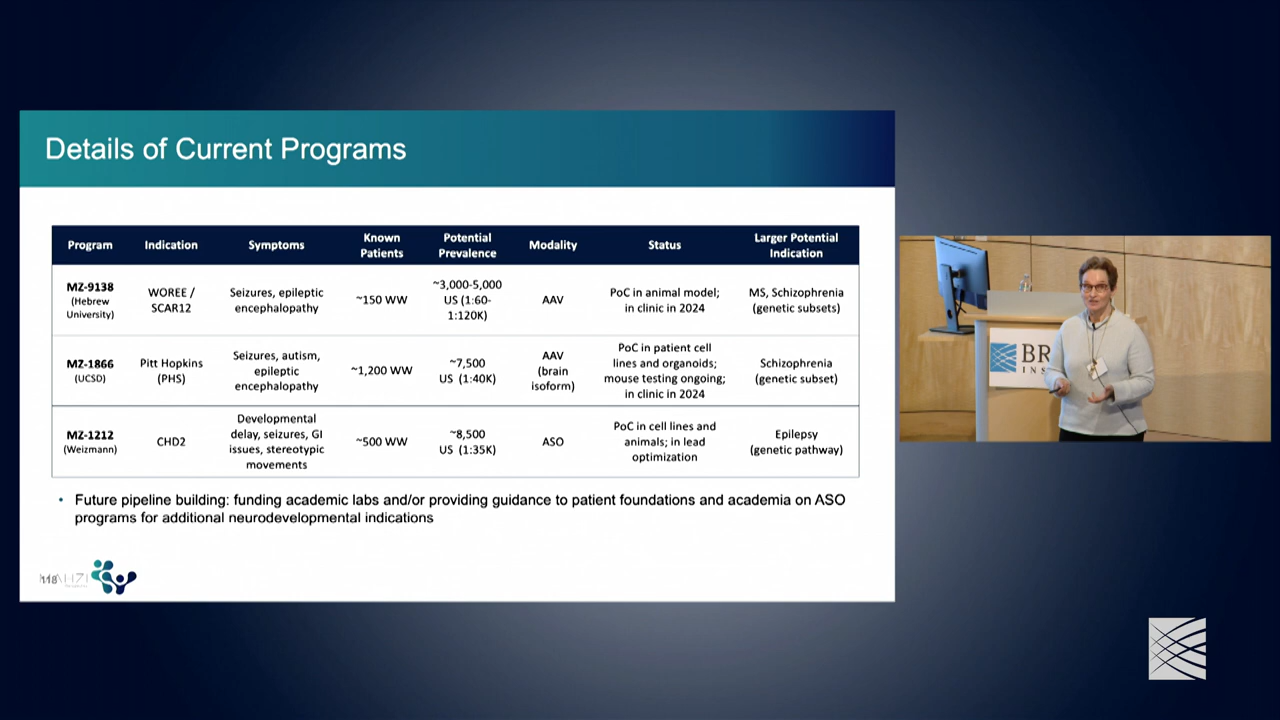 Details of Current Programs
Program
Indication
Symptoms
Known
Patients
Potential
Prevalence
Modality
Status
Larger Potential
Indication
MZ-9138
(Hebrew
University)
WOREE /
SCAR12
Seizures, epileptic
encephalopathy
~150 WW
~3,000-5,000
US (1:60-
1:120K)
AAV
PoC in animal model;
in clinic in 2024
MS, Schizophrenia
(genetic subsets)
MZ-1866
(UCSD)
Pitt Hopkins
(PHS)
Seizures, autism,
epileptic
encephalopathy
~1,200 WW
~7,500
US (1:40K)
AAV
(brain
isoform)
PoC in patient cell
lines and organoids;
mouse testing ongoing;
in clinic in 2024
Schizophrenia
(genetic subset)
MZ-1212
(Weizmann)
CHD2
Developmental
delay, seizures, GI
issues, stereotypic
movements
~500 WW
~8,500
US (1:35K)
ASO
PoC in cell lines and
animals; in lead
optimization
Epilepsy
(genetic pathway)
• Future pipeline building: funding academic labs and/or providing guidance to patient foundations and academia on ASO
programs for additional neurodevelopmental indications
118
BR
INS